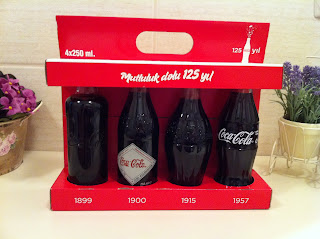 4x250 ml.
125 yıl
Mutluluk dolu 125 yıl
Coca-Cola
Coca-Cola
1899
1900
1915
1957